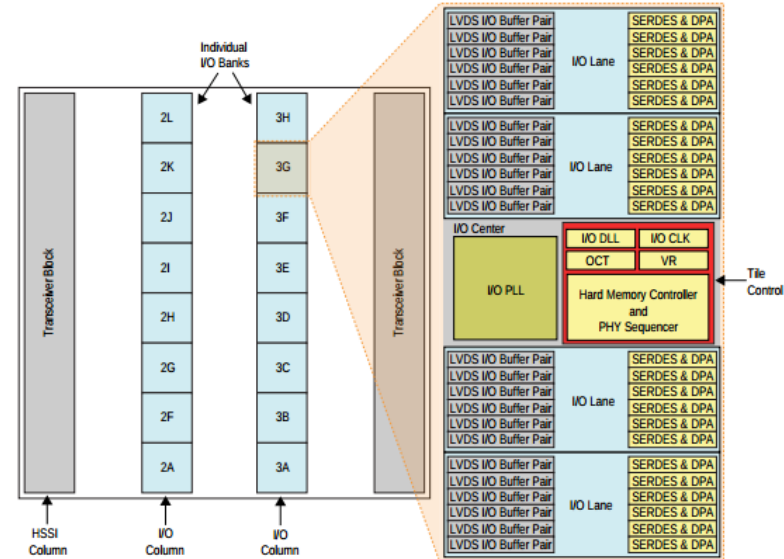 Individual
I/O Banks
Transceiver Block
2L
2K
2J
2I
2H
2G
2F
2A
3H
3G
3F
3E
3D
3C
3B
3A
Transceiver Block
HSSI
Column
I/O
Column
I/O
Column
LVDS I/O Buffer Pair
LVDS I/O Buffer Pair
LVDS I/O Buffer Pair
LVDS I/O Buffer Pair
LVDS I/O Buffer Pair
LVDS I/O Buffer Pair
I/O Lane
SERDES & DPA
SERDES & DPA
SERDES & DPA
SERDES & DPA
SERDES & DPA
SERDES & DPA
LVDS I/O Buffer Pair
LVDS I/O Buffer Pair
LVDS I/O Buffer Pair
LVDS I/O Buffer Pair
LVDS I/O Buffer Pair
LVDS I/O Buffer Pair
I/O Lane
SERDES & DPA
SERDES & DPA
SERDES & DPA
SERDES & DPA
SERDES & DPA
SERDES & DPA
I/O Center
I/O PLL
I/O DLL
I/O CLK
OCT
VR
Hard Memory Controller
and
PHY Sequencer
Tile
Control
LVDS I/O Buffer Pair
LVDS I/O Buffer Pair
LVDS I/O Buffer Pair
LVDS I/O Buffer Pair
LVDS I/O Buffer Pair
LVDS I/O Buffer Pair
I/O Lane
SERDES & DPA
SERDES & DPA
SERDES & DPA
SERDES & DPA
SERDES & DPA
SERDES & DPA
LVDS I/O Buffer Pair
LVDS I/O Buffer Pair
LVDS I/O Buffer Pair
LVDS I/O Buffer Pair
LVDS I/O Buffer Pair
LVDS I/O Buffer Pair
I/O Lane
SERDES & DPA
SERDES & DPA
SERDES & DPA
SERDES & DPA
SERDES & DPA
SERDES & DPA